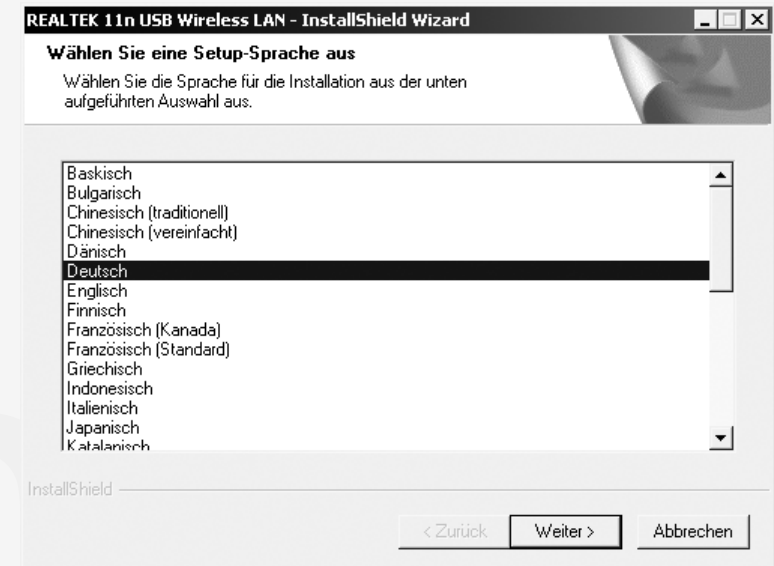 REALTEK 11n USB Wireless LAN - InstallShield Wizard
Wählen Sie eine Setup-Sprache aus
Wählen Sie die Sprache für die Installation aus der unten
aufgeführten Auswahl aus.
Baskisch
Bulgarisch
Chinesisch (traditionell)
Chinesisch (vereinfacht)
Dänisch
Deutsch
Englisch
Finnisch
Französisch (Kanada)
Französisch (Standard)
Griechisch
Indonesisch
Italienisch
Japanisch
Katalanisch
InstallShield
< Zurück Weiter > Abbrechen